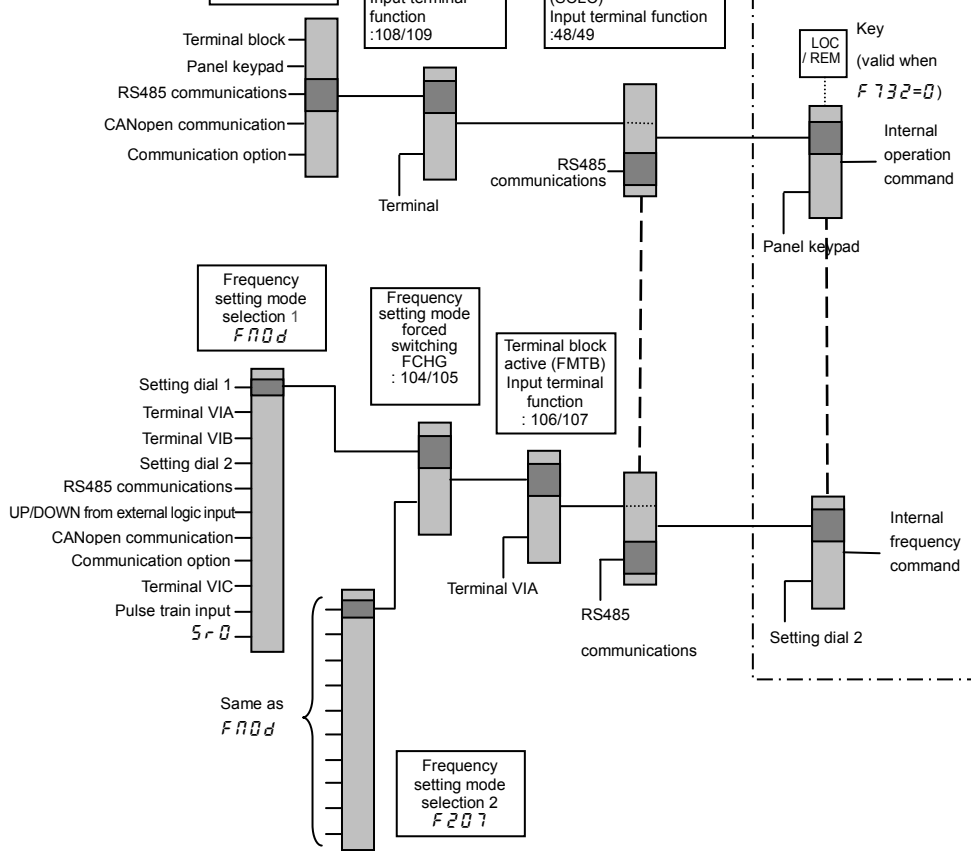 Input terminal
function
:108/109
Input terminal function
:48/49
Terminal block
Panel keypad
RS485 communications
CANopen communication
Communication option
Terminal
RS485
communications
LOC
/ REM
Key
(valid when
F732=0)
Internal
operation
command
Panel keypad
Frequency
setting mode
selection 1
FMOd
Frequency
setting mode
forced
switching
FCHG
: 104/105
Terminal block
active (FMTB)
Input terminal
function
: 106/107
Setting dial 1
Terminal VIA
Terminal VIB
Setting dial 2
RS485 communications
UP/DOWN from external logic input
CANopen communication
Communication option
Terminal VIC
Pulse train input
Sr0
Terminal VIA
RS485
communications
Internal
frequency
command
Setting dial 2
Same as
FMOd
Frequency
setting mode
selection 2
F207